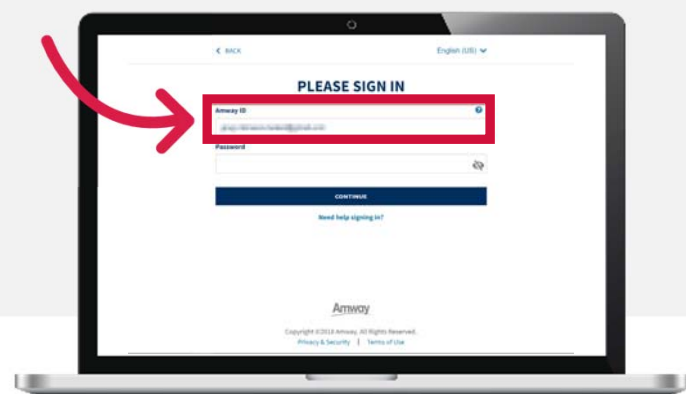 BACK
English (US)
PLEASE SIGN IN
Amway ID
Password
CONTINUE
Need help signing in?
Amway
Copyright ©2018 Amway, All Rights Reserved.
Privacy & Security | Terms of Use